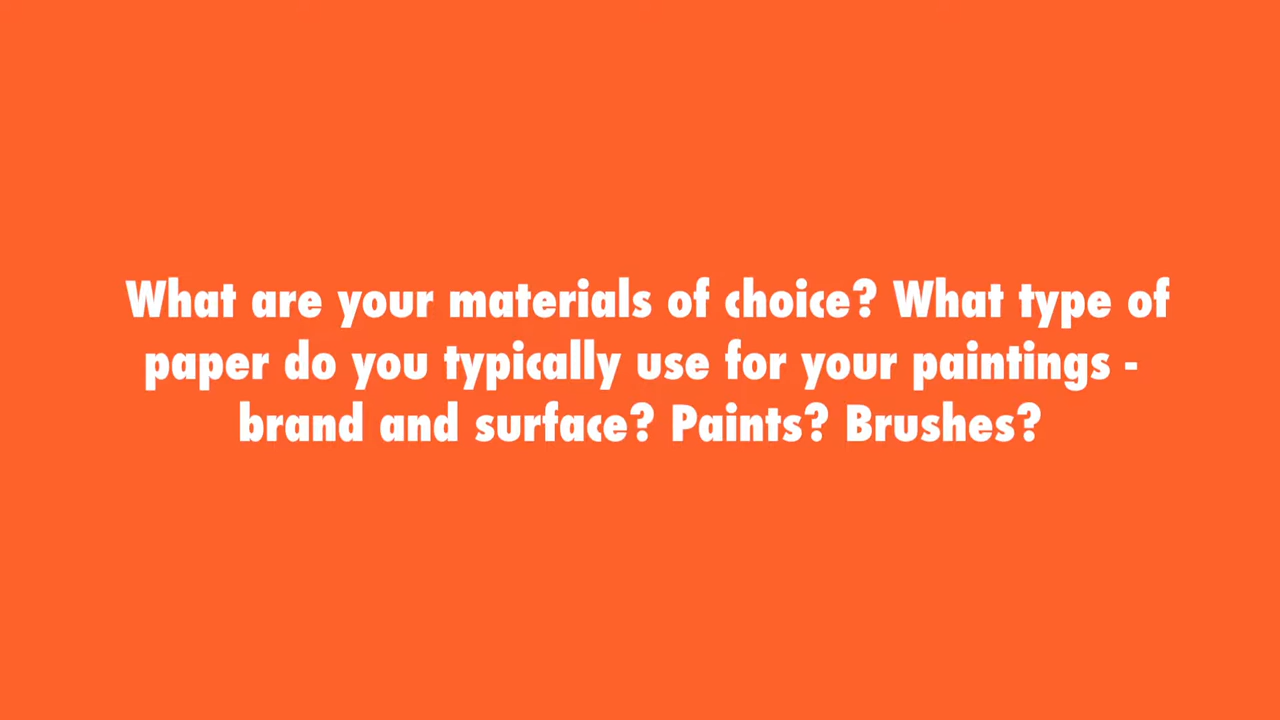 What are your materials of choice? What type of
paper do you typically use for your paintings -
brand and surface? Paints? Brushes?